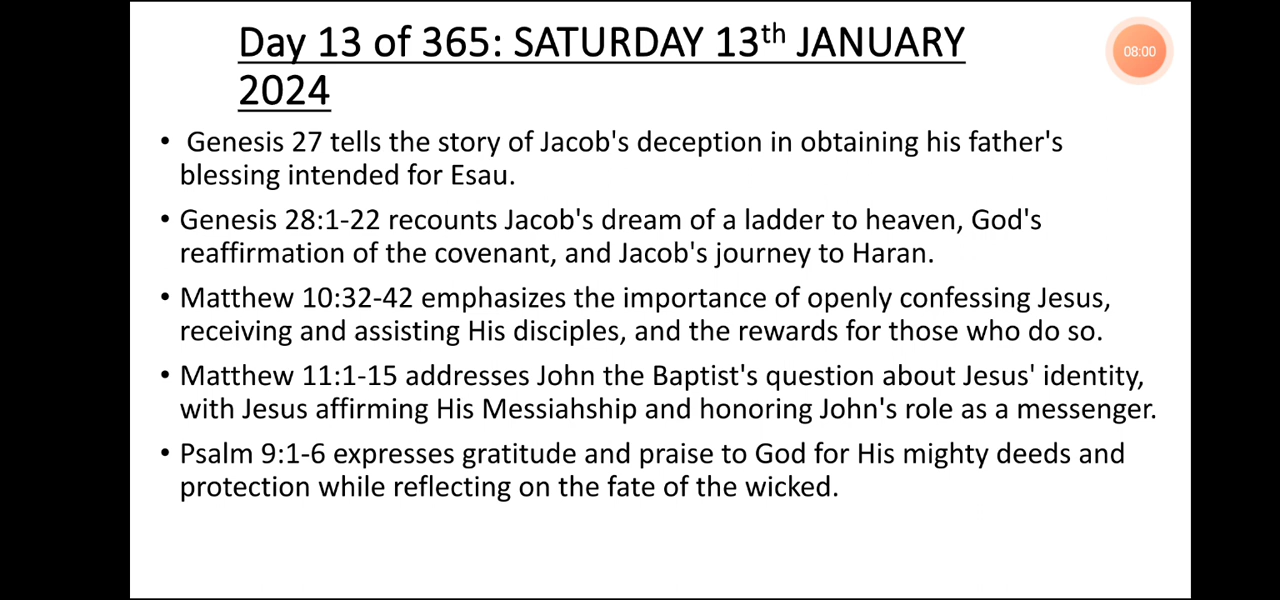 Day 13 of 365: SATURDAY 13th JANUARY
2024
08:00
• Genesis 27 tells the story of Jacob's deception in obtaining his father's
blessing intended for Esau.
• Genesis 28:1-22 recounts Jacob's dream of a ladder to heaven, God's
reaffirmation of the covenant, and Jacob's journey to Haran.
• Matthew 10:32-42 emphasizes the importance of openly confessing Jesus,
receiving and assisting His disciples, and the rewards for those who do so.
• Matthew 11:1-15 addresses John the Baptist's question about Jesus' identity,
with Jesus affirming His Messiahship and honoring John's role as a messenger.
• Psalm 9:1-6 expresses gratitude and praise to God for His mighty deeds and
protection while reflecting on the fate of the wicked.